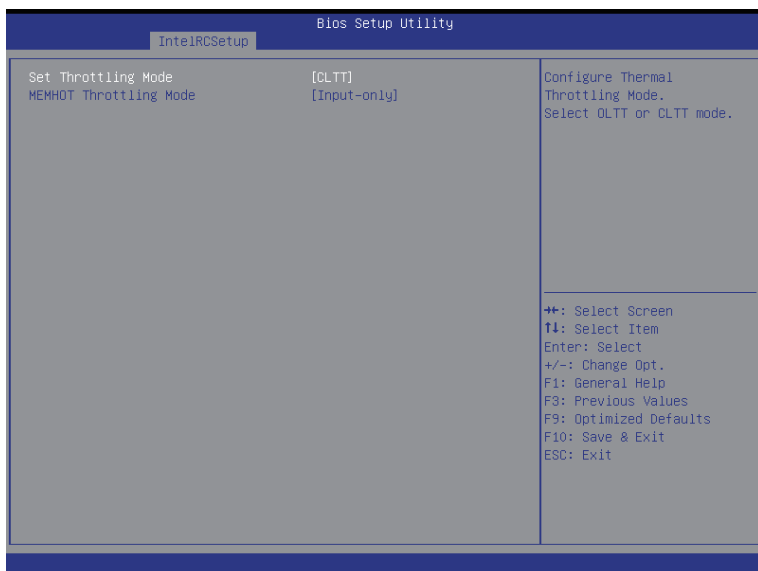 Bios Setup Utility
IntelRCSetup
Set Throttling Mode [CLTT]
MEMHOT Throttling Mode [Input-only]
Configure Thermal
Throttling Mode.
Select OLTT or CLTT mode.
→←: Select Screen
↑↓: Select Item
Enter: Select
+/-: Change Opt.
F1: General Help
F3: Previous Values
F9: Optimized Defaults
F10: Save & Exit
ESC: Exit